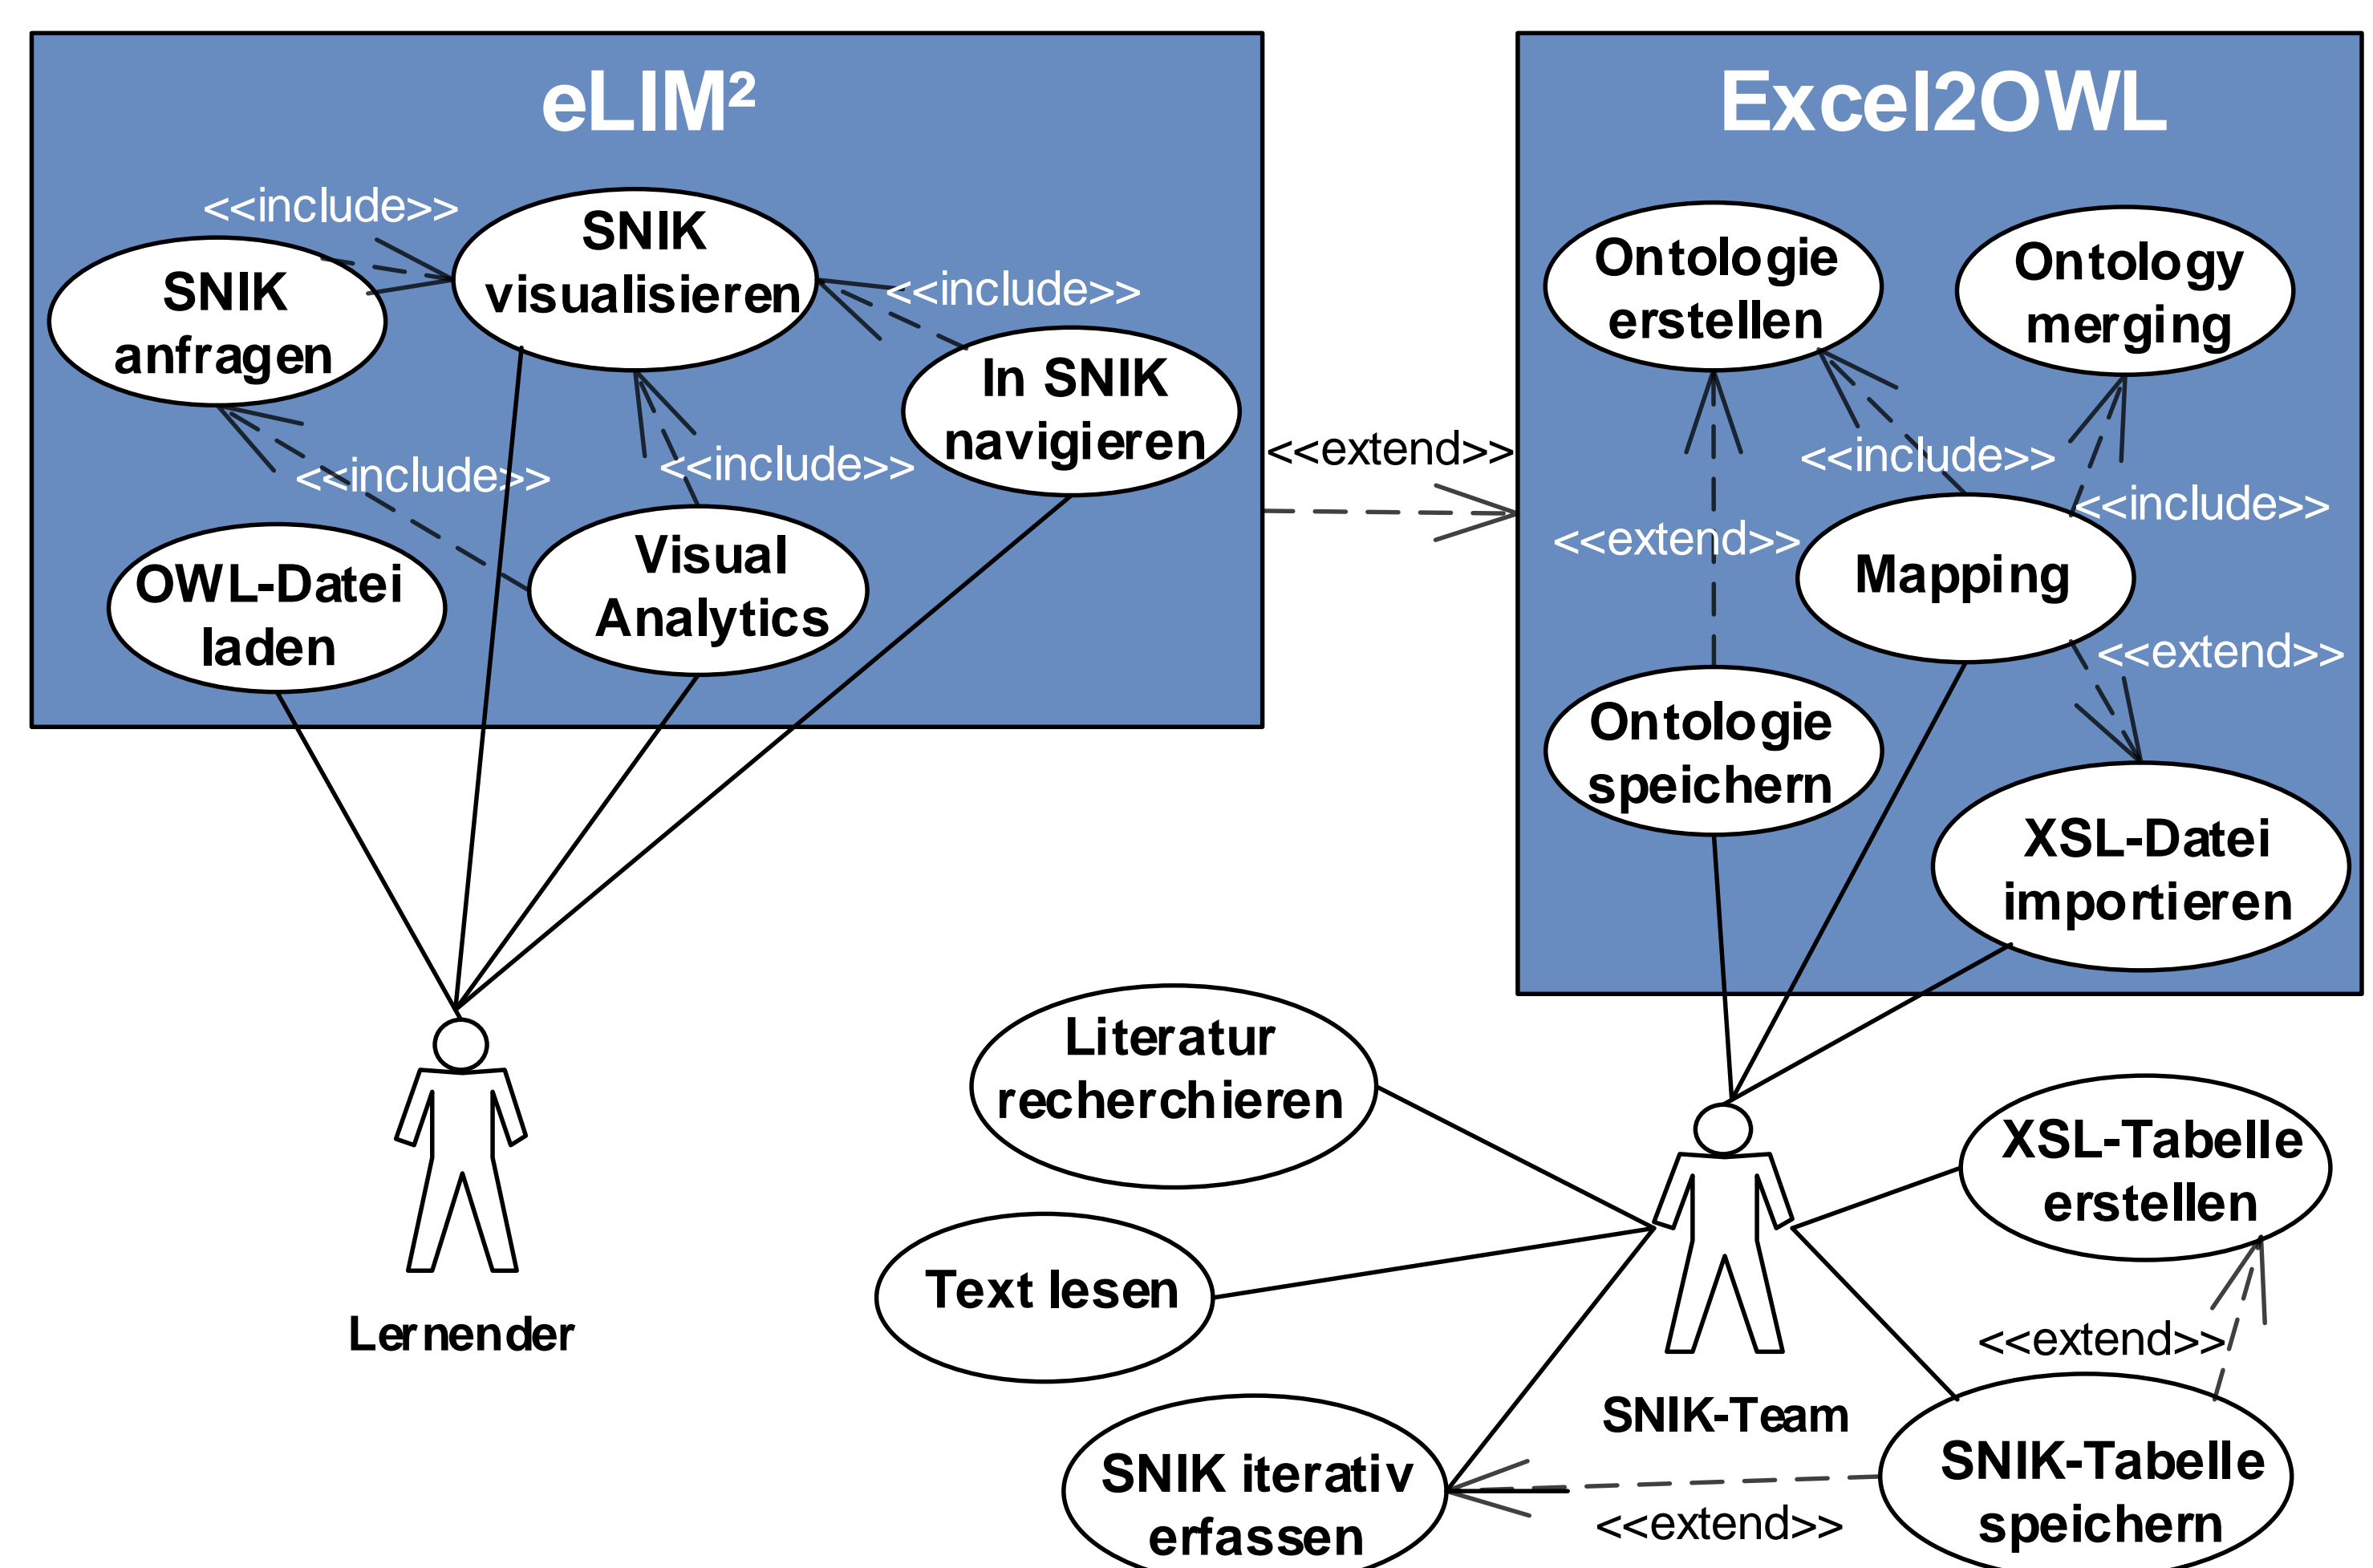 eLIM²
<<include>>
SNIK
visualisieren
SNIK
anfragen
<<include>>
In SNIK
navigieren
<<include>>
<<include>>
OWL-Datei
laden
Visual
Analytics
<<extend>>
Excel2OWL
Ontologie
erstellen
Ontology
merging
<<include>>
<<include>>
<<extend>>
Mapping
<<extend>>
Ontologie
speichern
XSL-Datei
importieren
Lernender
Literatur
recherchieren
Text lesen
SNIK iterativ
erfassen
SNIK-Team
XSL-Tabelle
erstellen
<<extend>>
SNIK-Tabelle
speichern
<<extend>>